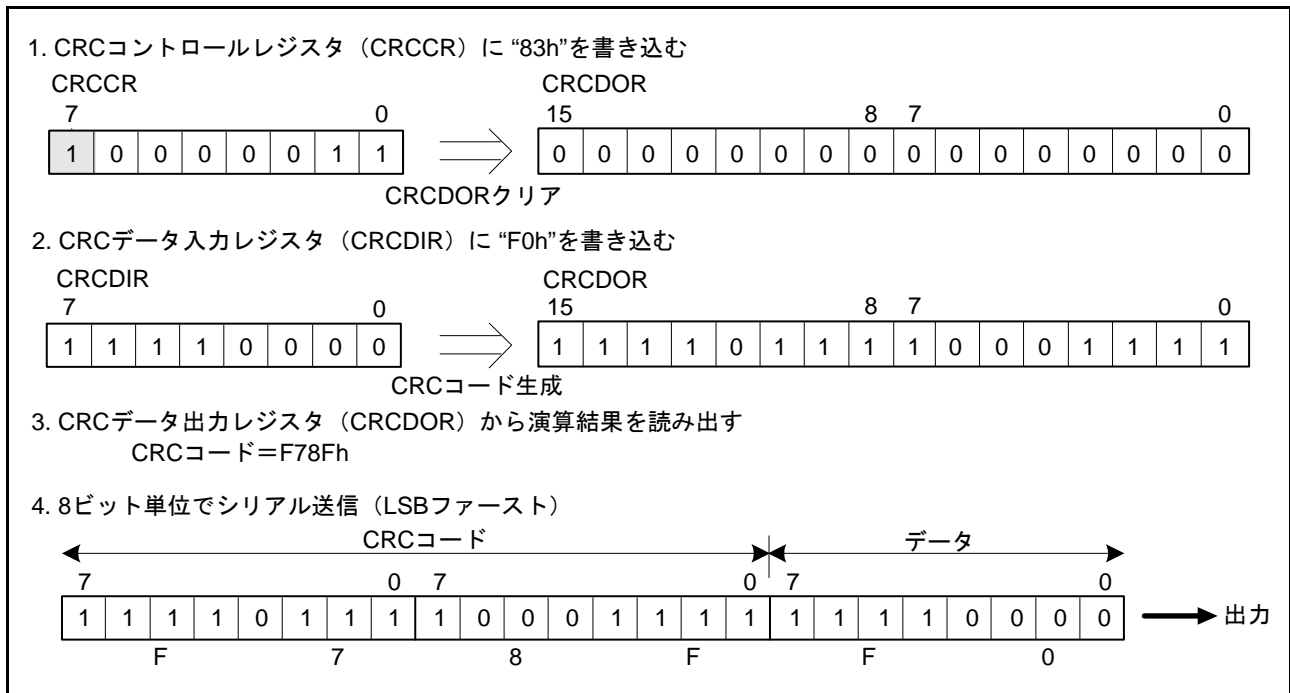 1. CRCコントロールレジスタ（CRCCR）に “83h”を書き込む
CRCCR CRCDOR
7 0 15 8 7 0
1 0 0 0 0 0 1 1 0 0 0 0 0 0 0 0 0 0 0 0 0 0 0 0
CRCDORクリア
2. CRCデータ入力レジスタ（CRCDIR）に “F0h”を書き込む
CRCDIR CRCDOR
7 0 15 8 7 0
1 1 1 1 0 0 0 0 1 1 1 1 0 1 1 1 1 0 0 0 1 1 1 1
CRCコード生成
3. CRCデータ出力レジスタ（CRCDOR）から演算結果を読み出す
CRCコード＝F78Fh
4. 8ビット単位でシリアル送信（LSBファースト）
CRCコード データ
7 0 7 0 7 0
1 1 1 1 0 1 1 1 1 0 0 0 1 1 1 1 1 1 1 1 0 0 0 0 出力
F 7 8 F F 0